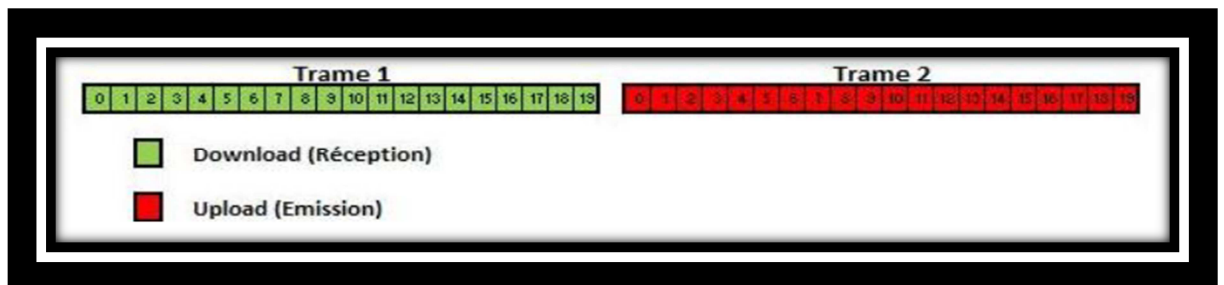 Trame 1 Trame 2
0 1 2 3 4 5 6 7 8 9 10 11 12 13 14 15 16 17 18 19 0 1 2 3 4 5 6 7 8 9 10 11 12 13 14 15 16 17 18 19
Download (Réception)
Upload (Emission)